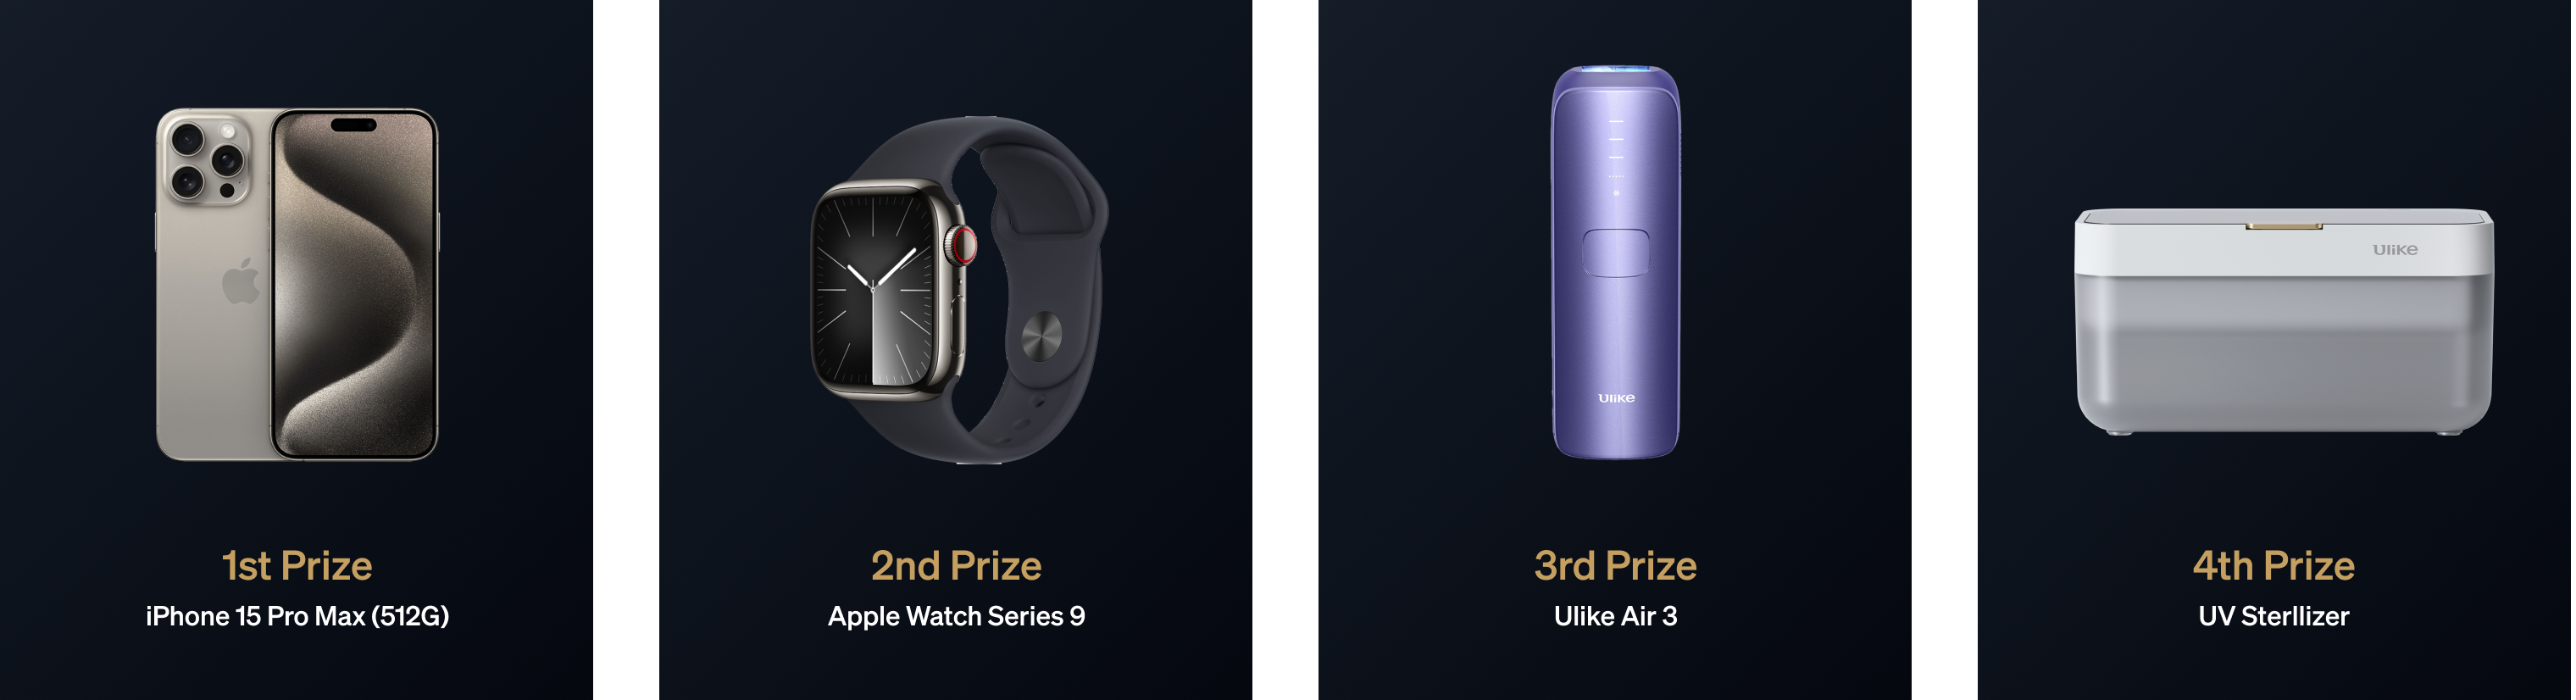 Ulike
Ulike
1st Prize
iPhone 15 Pro Max (512G)
2nd Prize
Apple Watch Series 9
3rd Prize
Ulike Air 3
4th Prize
UV Sterllizer